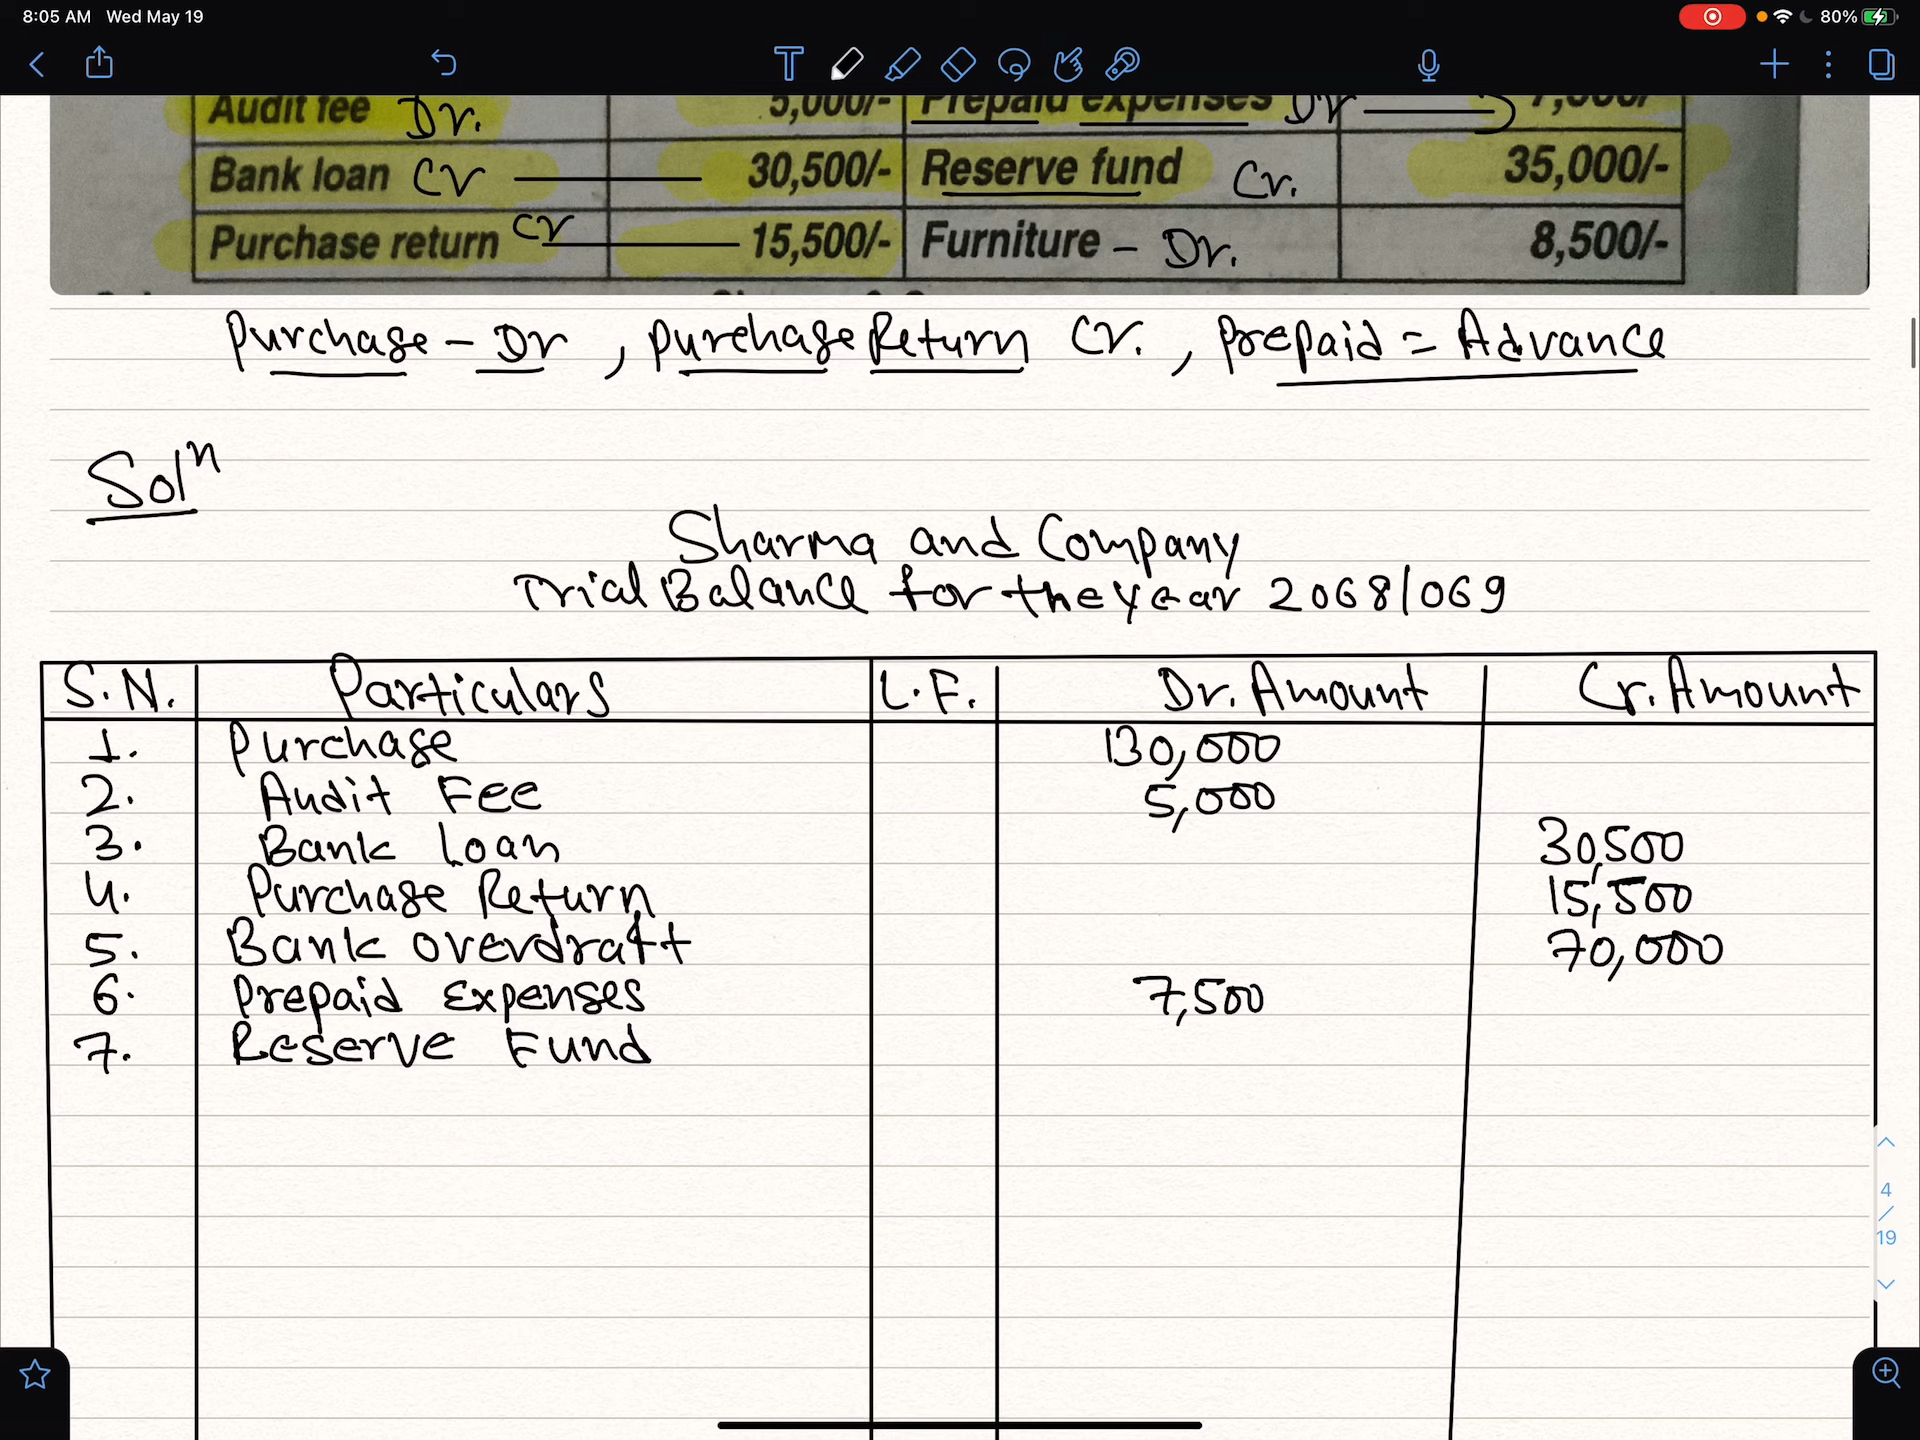 8:05 AM Wed May 19
80%
Audit fee Dr. 5,000/- Prepaid expenses Dr
Bank loan Cr 30,500/- Reserve fund Cr. 35,000/-
Purchase return Cr 15,500/- Furniture - Dr. 8,500/-
Purchase - Dr , Purchase Return Cr. , Prepaid = Advance
Solⁿ
Sharma and Company
Trial Balance for the year 2068/069
S.N. Particulars L.F. Dr. Amount Cr. Amount
1. Purchase 130,000
2. Audit Fee 5,000
3. Bank Loan 30,500
4. Purchase Return 15,500
5. Bank overdraft 70,000
6. Prepaid Expenses 7,500
7. Reserve Fund
4
/
19